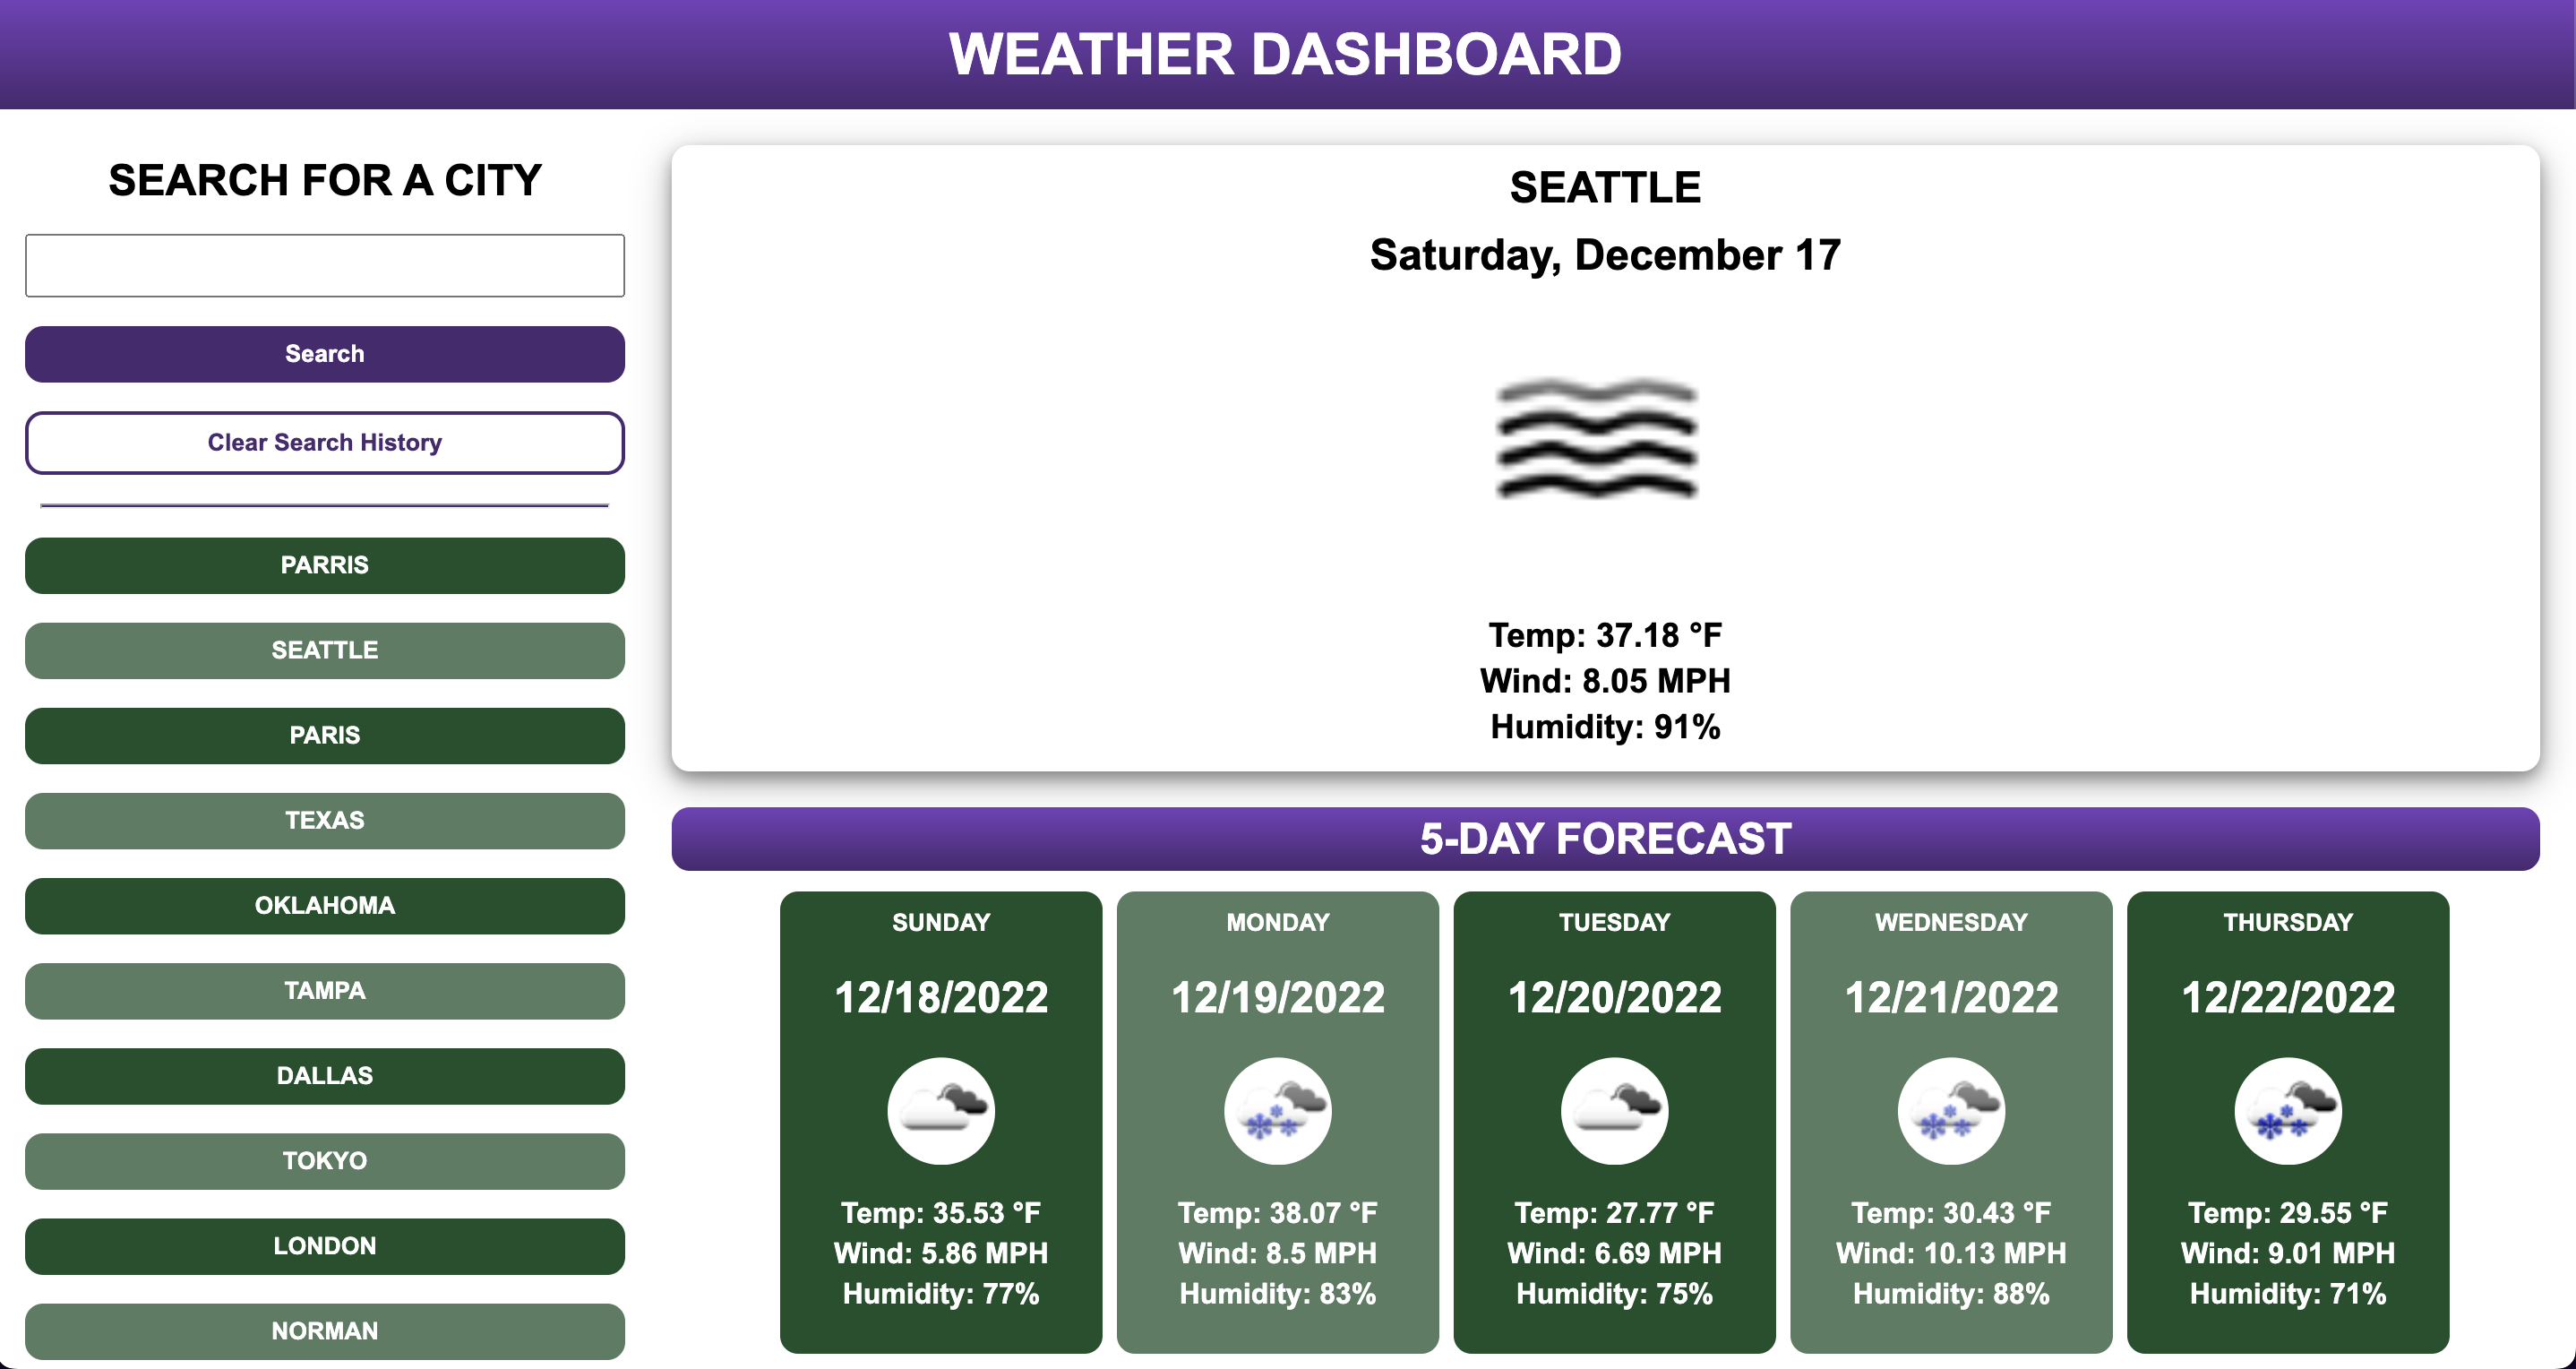 WEATHER DASHBOARD
SEARCH FOR A CITY
Search
Clear Search History
PARRIS
SEATTLE
PARIS
TEXAS
OKLAHOMA
TAMPA
DALLAS
TOKYO
LONDON
NORMAN
SEATTLE
Saturday, December 17
Temp: 37.18 °F
Wind: 8.05 MPH
Humidity: 91%
5-DAY FORECAST
SUNDAY
12/18/2022
Temp: 35.53 °F
Wind: 5.86 MPH
Humidity: 77%
MONDAY
12/19/2022
Temp: 38.07 °F
Wind: 8.5 MPH
Humidity: 83%
TUESDAY
12/20/2022
Temp: 27.77 °F
Wind: 6.69 MPH
Humidity: 75%
WEDNESDAY
12/21/2022
Temp: 30.43 °F
Wind: 10.13 MPH
Humidity: 88%
THURSDAY
12/22/2022
Temp: 29.55 °F
Wind: 9.01 MPH
Humidity: 71%